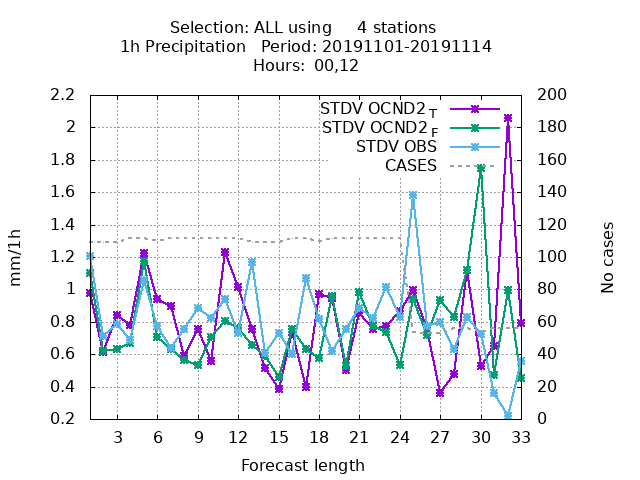 Selection: ALL using 4 stations
1h Precipitation Period: 20191101-20191114
Hours: 00,12
STDV OCND2 T
STDV OCND2 F
STDV OBS
CASES
2.2
2
1.8
1.6
1.4
1.2
1
0.8
0.6
0.4
0.2
200
180
160
140
120
100
80
60
40
20
0
mm/1h
No cases
3 6 9 12 15 18 21 24 27 30 33
Forecast length